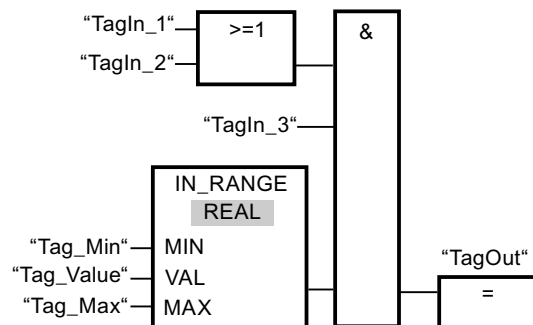 “TagIn_1“
>=1
&
“TagIn_2“
“TagIn_3“
IN_RANGE
REAL
“Tag_Min“ MIN
“TagOut“
“Tag_Value“ VAL
=
“Tag_Max“ MAX